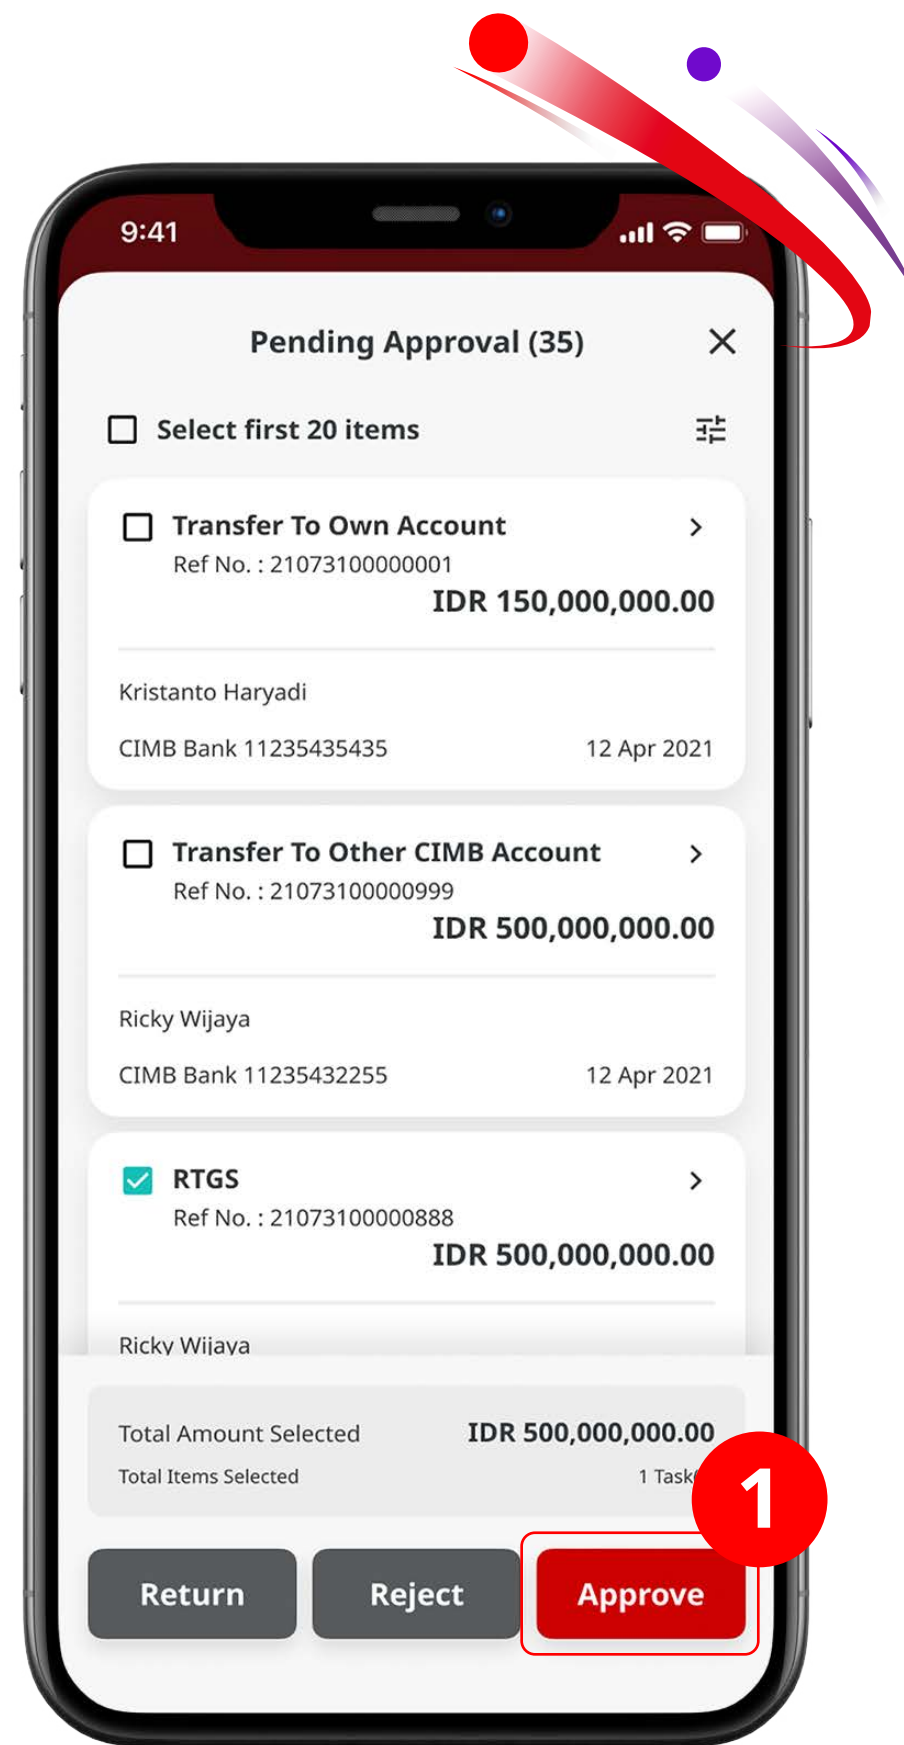 9:41
Pending Approval (35)
Select first 20 items
Transfer To Own Account
Ref No. : 21073100000001
IDR 150,000,000.00
Kristanto Haryadi
CIMB Bank 11235435435 12 Apr 2021
Transfer To Other CIMB Account
Ref No. : 21073100000999
IDR 500,000,000.00
Ricky Wijaya
CIMB Bank 11235432255 12 Apr 2021
RTGS
Ref No. : 21073100000888
IDR 500,000,000.00
Ricky Wijaya
Total Amount Selected IDR 500,000,000.00
Total Items Selected 1 Task(
1
Return Reject Approve